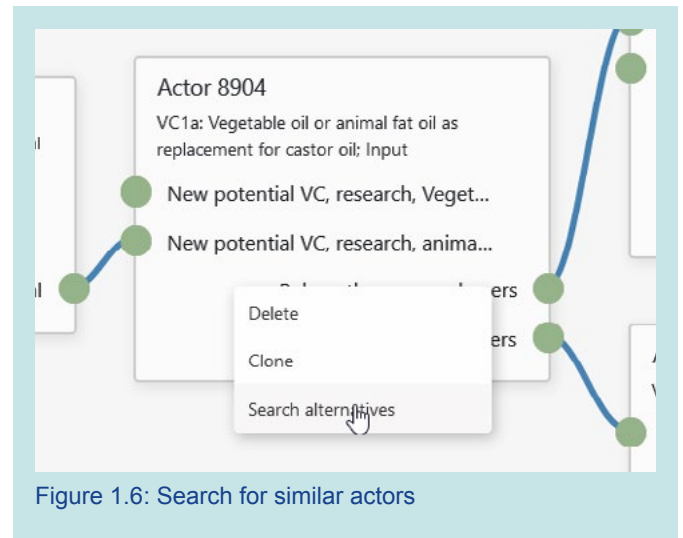 Actor 8904
VC1a: Vegetable oil or animal fat oil as
replacement for castor oil; Input
New potential VC, research, Veget...
New potential VC, research, anima...
ers
Delete
ers
Clone
Search alternatives
Figure 1.6: Search for similar actors